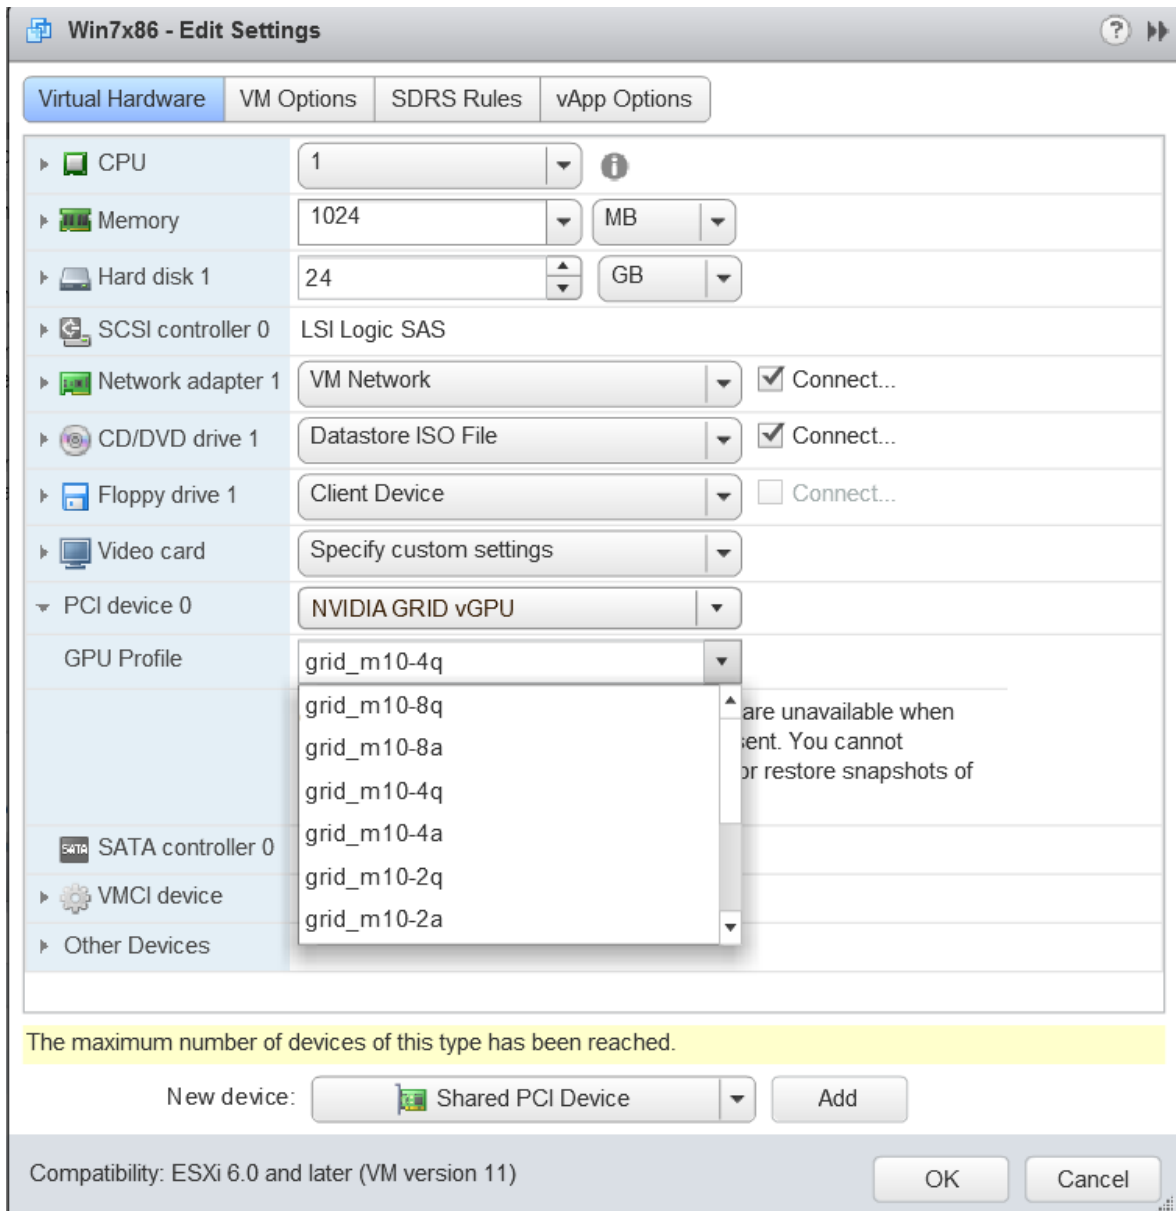 Win7x86 - Edit Settings ?
Virtual Hardware VM Options SDRS Rules vApp Options
CPU 1 i
Memory 1024 MB
Hard disk 1 24 GB
SCSI controller 0 LSI Logic SAS
Network adapter 1 VM Network Connect...
CD/DVD drive 1 Datastore ISO File Connect...
Floppy drive 1 Client Device Connect...
Video card Specify custom settings
PCI device 0 NVIDIA GRID vGPU
GPU Profile grid_m10-4q
grid_m10-8q
are unavailable when
grid_m10-8a
sent. You cannot
or restore snapshots of
grid_m10-4q
grid_m10-4a
SATA SATA controller 0
grid_m10-2q
VMCI device
grid_m10-2a
Other Devices
The maximum number of devices of this type has been reached.
New device: Shared PCI Device Add
Compatibility: ESXi 6.0 and later (VM version 11) OK Cancel